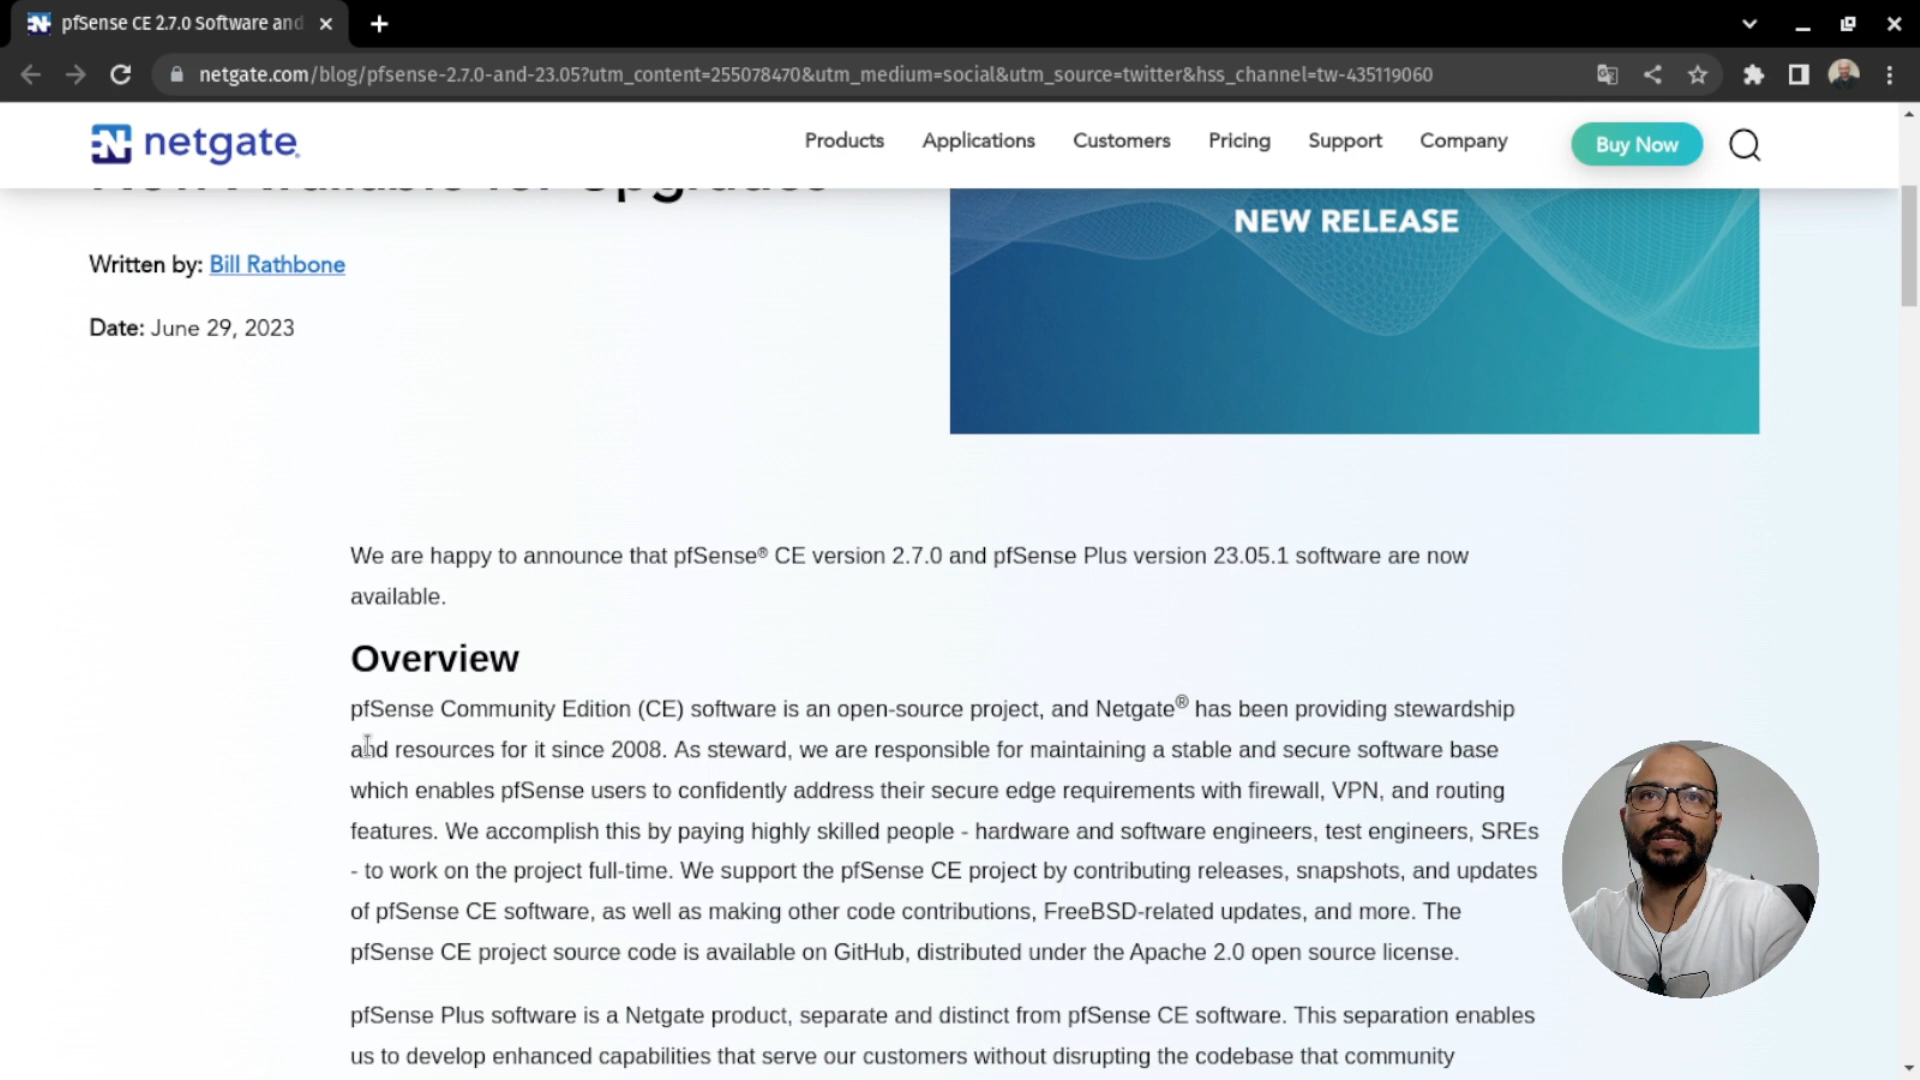 pfSense CE 2.7.0 Software and
netgate.com/blog/pfsense-2.7.0-and-23.05?utm_content=255078470&utm_medium=social&utm_source=twitter&hss_channel=tw-435119060
netgate®
Products
Applications
Customers
Pricing
Support
Company
Buy Now
Now Available for Upgrades
NEW RELEASE
Written by: Bill Rathbone
Date: June 29, 2023
We are happy to announce that pfSense® CE version 2.7.0 and pfSense Plus version 23.05.1 software are now
available.
Overview
pfSense Community Edition (CE) software is an open-source project, and Netgate® has been providing stewardship
and resources for it since 2008. As steward, we are responsible for maintaining a stable and secure software base
which enables pfSense users to confidently address their secure edge requirements with firewall, VPN, and routing
features. We accomplish this by paying highly skilled people - hardware and software engineers, test engineers, SREs
- to work on the project full-time. We support the pfSense CE project by contributing releases, snapshots, and updates
of pfSense CE software, as well as making other code contributions, FreeBSD-related updates, and more. The
pfSense CE project source code is available on GitHub, distributed under the Apache 2.0 open source license.
pfSense Plus software is a Netgate product, separate and distinct from pfSense CE software. This separation enables
us to develop enhanced capabilities that serve our customers without disrupting the codebase that community